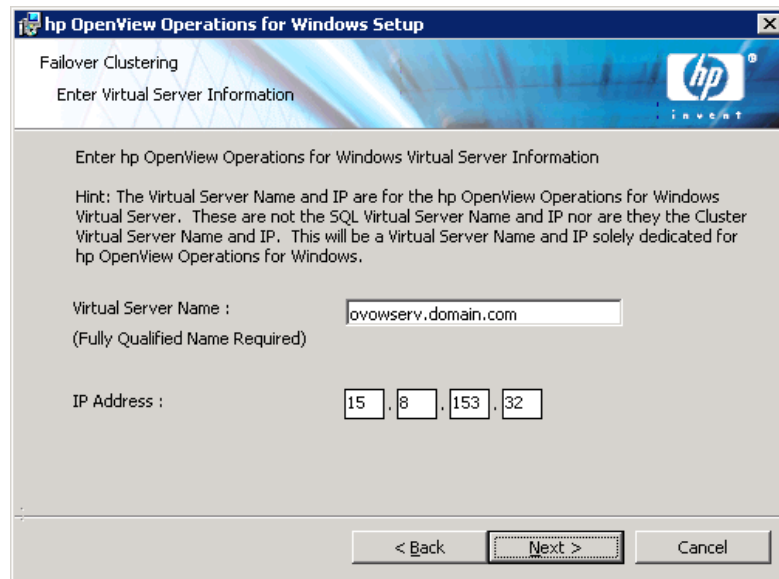 hp OpenView Operations for Windows Setup
Failover Clustering
Enter Virtual Server Information
hp
®
invent
Enter hp OpenView Operations for Windows Virtual Server Information
Hint: The Virtual Server Name and IP are for the hp OpenView Operations for Windows
Virtual Server. These are not the SQL Virtual Server Name and IP nor are they the Cluster
Virtual Server Name and IP. This will be a Virtual Server Name and IP solely dedicated for
hp OpenView Operations for Windows.
Virtual Server Name : ovowserv.domain.com
(Fully Qualified Name Required)
IP Address : 15 . 8 . 153 . 32
< Back Next > Cancel